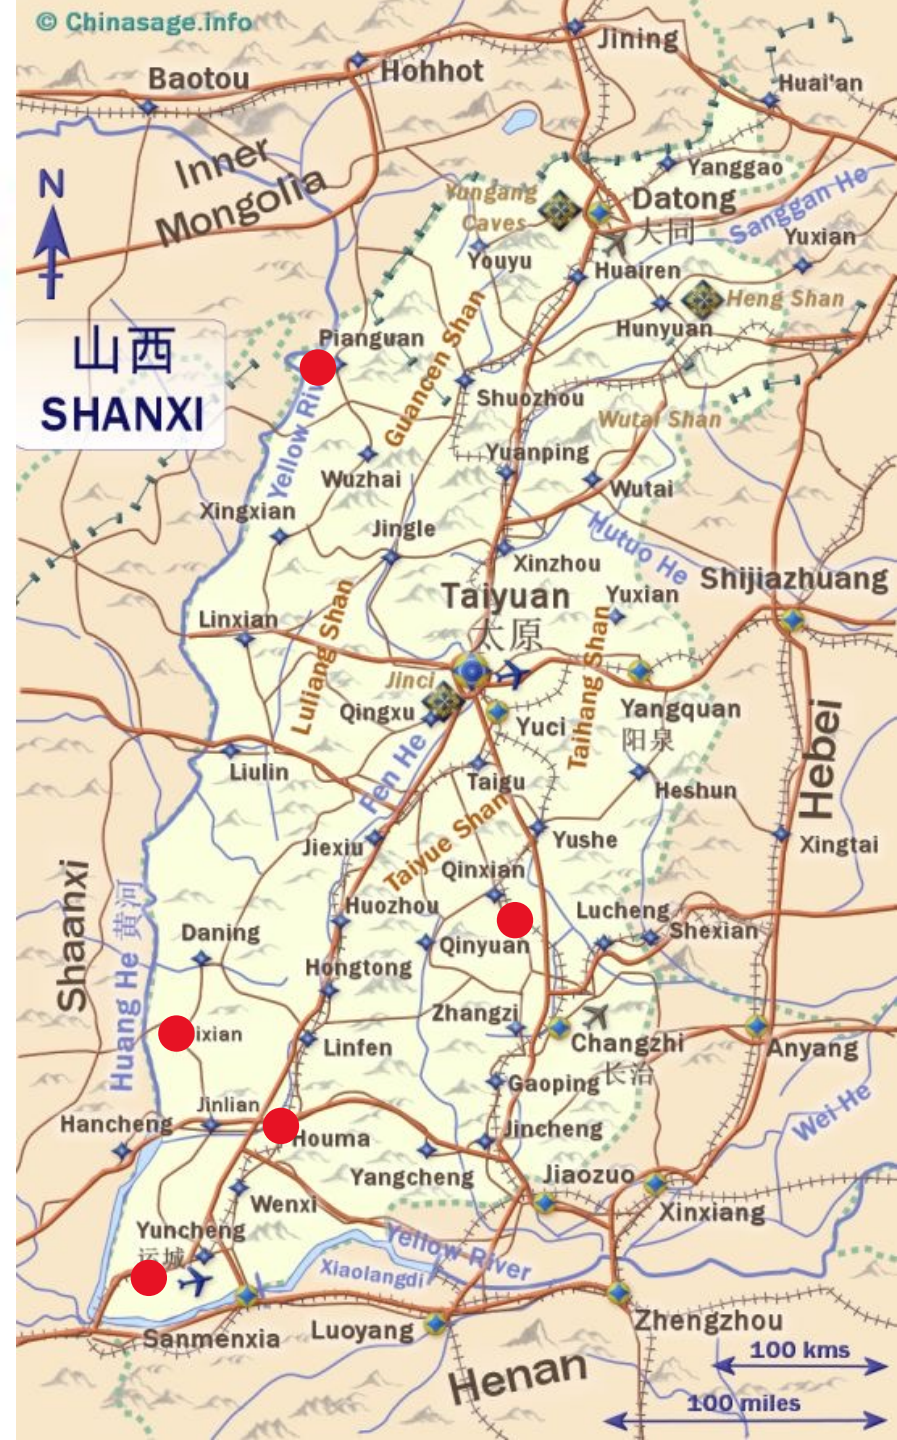 © Chinasage.info
Jining
Baotou
Hohhot
Huai'an
Inner
Mongolia
N
Yanggao
Yungang
Caves
Datong
大同
Sanggan He
Yuxian
Youyu
Huairen
Heng Shan
Hunyuan
山西
SHANXI
Pianguan
Guancen Shan
Shuozhou
Wutai Shan
Yellow
Yuanping
Wuzhai
Wutai
Xingxian
Jingle
Hutuo He
Xinzhou
Shijiazhuang
Taiyuan
太原
Yuxian
Linxian
Luliang Shan
Taihang Shan
Jinci
Qingxu
Yuci
Yangquan
阳泉
Hebei
Fen He
Liulin
Taigu
Heshun
Jiexiu
Taiyue Shan
Yushe
Xingtai
Qinxian
Shaanxi
Huozhou
Lucheng
Shexian
Huang He 黄河
Daning
Qinyuan
Hongtong
Zhangzi
ixian
Linfen
Changzhi
长治
Anyang
Gaoping
Jinlian
Wei He
Hancheng
Houma
Jincheng
Yangcheng
Jiaozuo
Wenxi
Xinxiang
Yuncheng
运城
Yellow River
Xiaolangdi
Sanmenxia
Luoyang
Zhengzhou
Henan
100 kms
100 miles